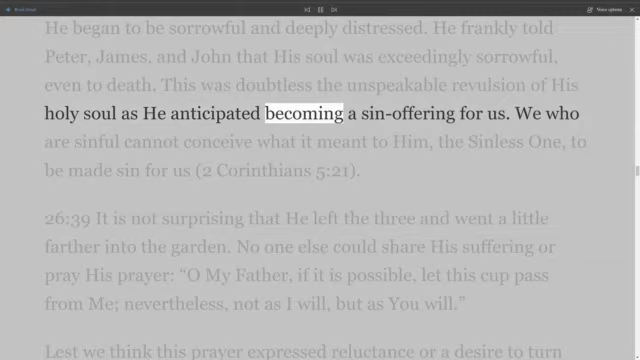 Read aloud
Voice options
He began to be sorrowful and deeply distressed. He frankly told
Peter, James, and John that His soul was exceedingly sorrowful,
even to death. This was doubtless the unspeakable revulsion of His
holy soul as He anticipated becoming a sin-offering for us. We who
are sinful cannot conceive what it meant to Him, the Sinless One, to
be made sin for us (2 Corinthians 5:21).
26:39 It is not surprising that He left the three and went a little
farther into the garden. No one else could share His suffering or
pray His prayer: “O My Father, if it is possible, let this cup pass
from Me; nevertheless, not as I will, but as You will.”
Lest we think this prayer expressed reluctance or a desire to turn